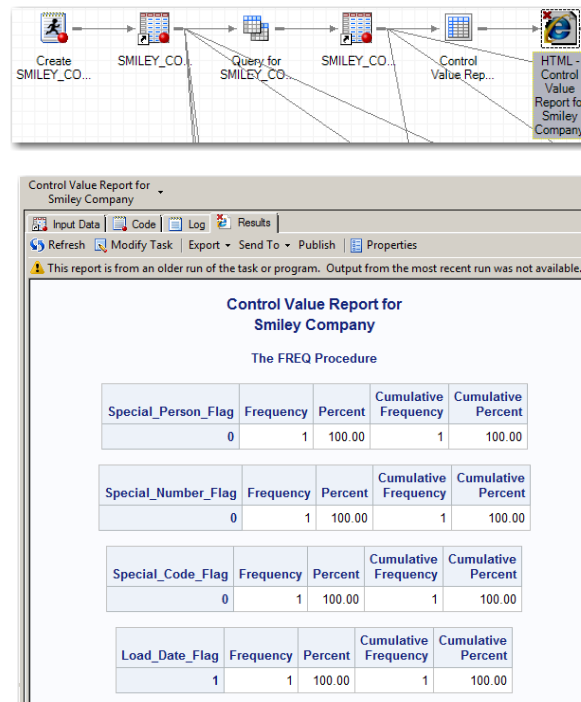 Create
SMILEY_CO...
SMILEY_CO...
Query for
SMILEY_CO...
SMILEY_CO...
Control
Value Rep...
HTML -
Control
Value
Report for
Smiley
Company
Control Value Report for
Smiley Company
Input Data Code Log Results
Refresh Modify Task Export Send To Publish Properties
This report is from an older run of the task or program. Output from the most recent run was not available.
Control Value Report for
Smiley Company
The FREQ Procedure
Special_Person_Flag Frequency Percent Cumulative Frequency Cumulative Percent
0 1 100.00 1 100.00
Special_Number_Flag Frequency Percent Cumulative Frequency Cumulative Percent
0 1 100.00 1 100.00
Special_Code_Flag Frequency Percent Cumulative Frequency Cumulative Percent
0 1 100.00 1 100.00
Load_Date_Flag Frequency Percent Cumulative Frequency Cumulative Percent
1 1 100.00 1 100.00